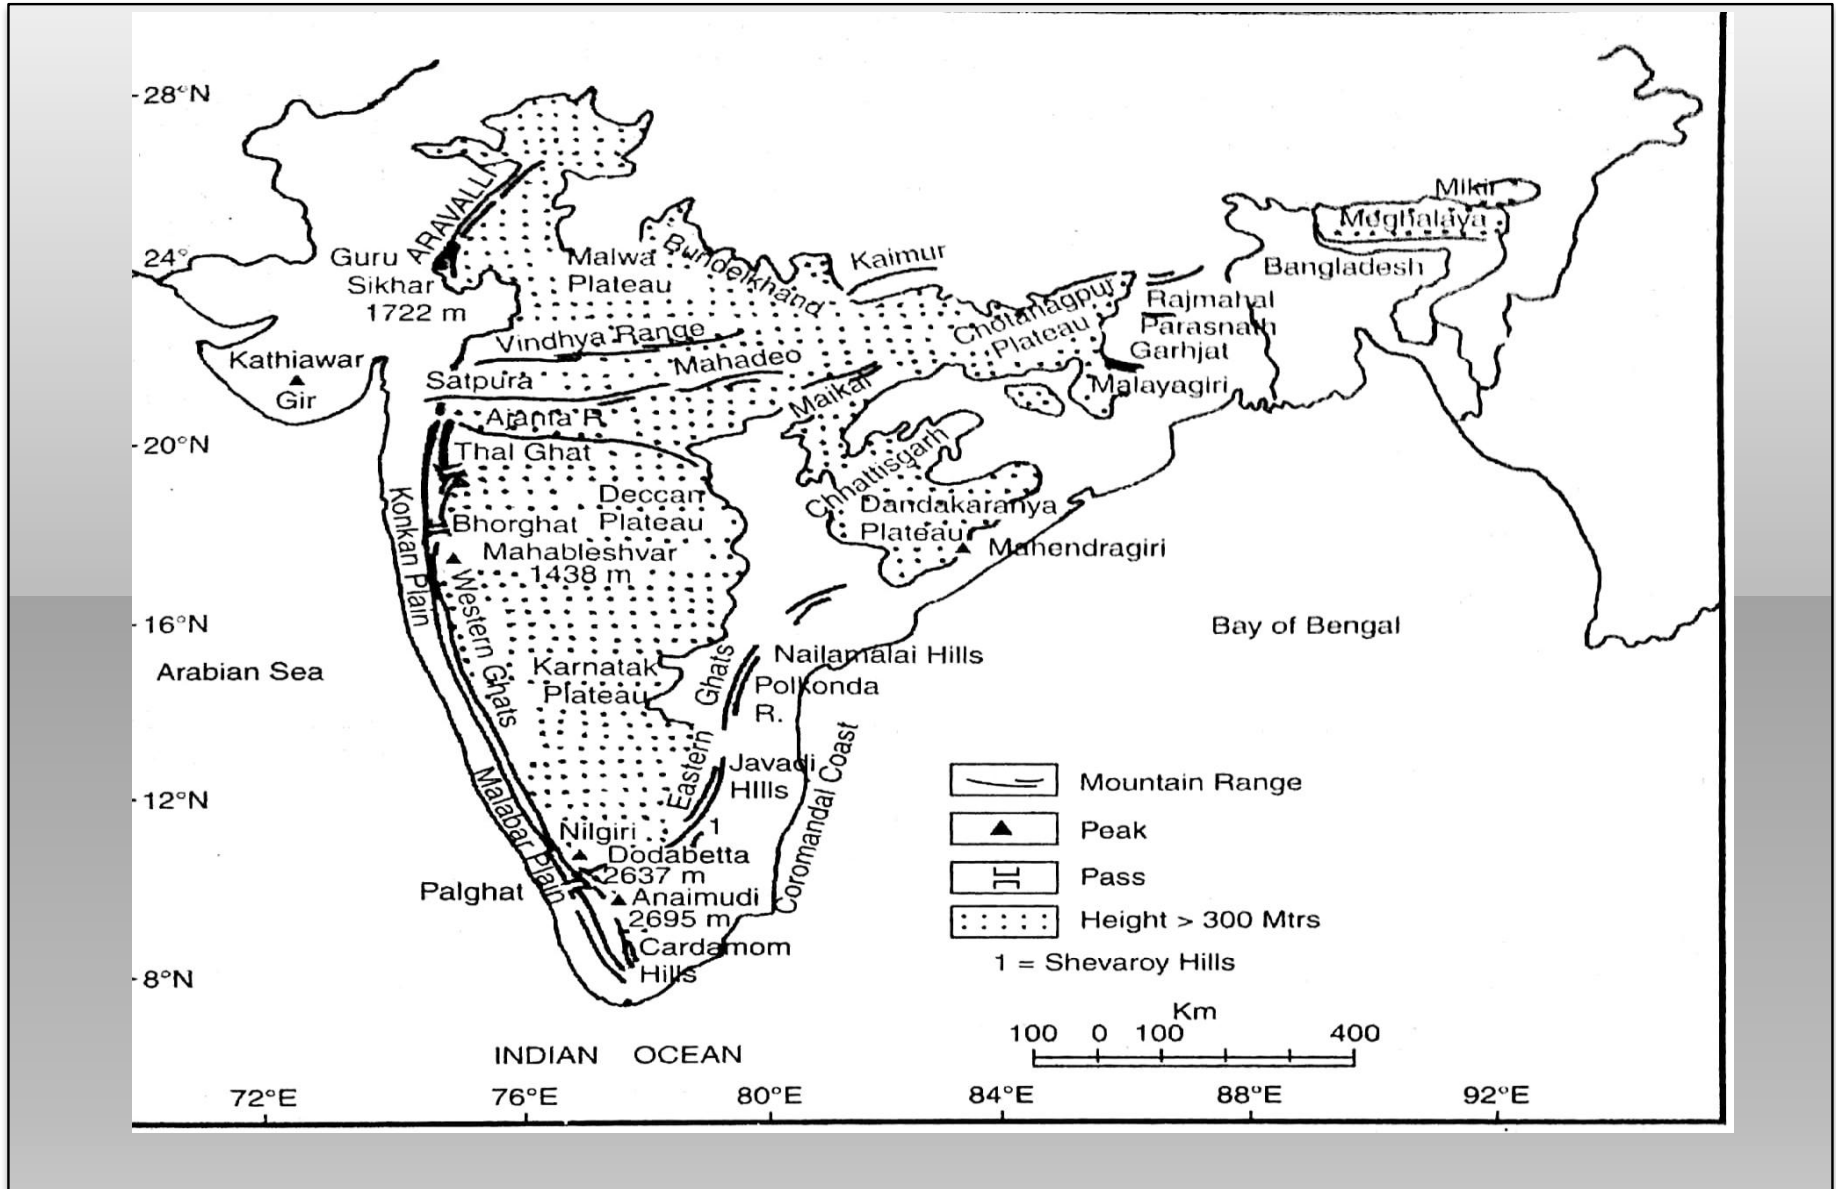 28°N
Mikir
ARAVALLI
Meghalaya
24°
Guru
Sikhar
1722 m
Malwa
Plateau
Bundelkhand
Kaimur
Bangladesh
Chotanagpur
Plateau
Rajmahal
Parasnath
Garhjat
Malayagiri
Vindhya Range
Mahadeo
Kathiawar
Gir
Satpura
Maikal
Ajanta R
20°N
Thal Ghat
Chhattisgarh
Konkan Plain
Deccan
Plateau
Bhorghat
Dandakaranya
Plateau
Mahendragiri
Mahableshvar
1438 m
Western Ghats
16°N
Bay of Bengal
Arabian Sea
Karnatak
Plateau
Eastern Ghats
Nailamalai Hills
Polkonda
R.
Javadi
HIlls
Coromandal Coast
12°N
Malabar Plain
1
Nilgiri
Dodabetta
2637 m
Palghat
Anaimudi
2695 m
Cardamom
Hills
8°N
Mountain Range
Peak
Pass
Height > 300 Mtrs
1 = Shevaroy Hills
Km
100 0 100 400
INDIAN OCEAN
72°E 76°E 80°E 84°E 88°E 92°E